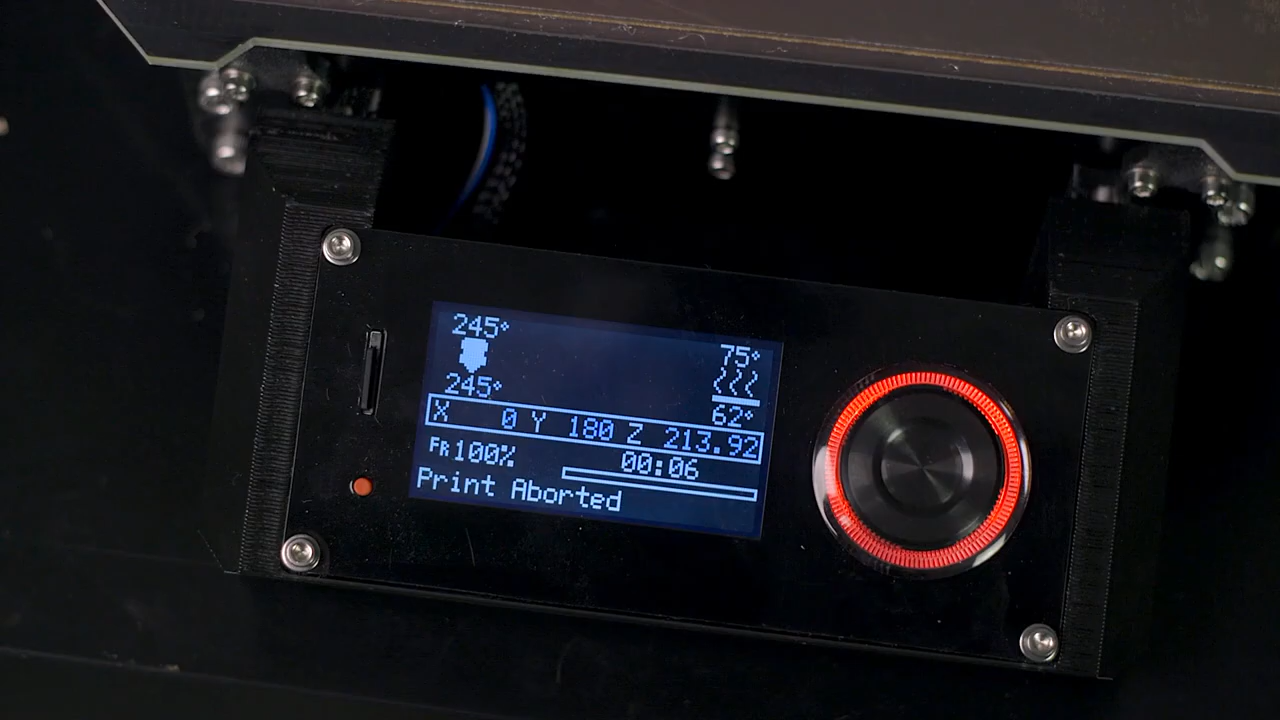 245°
75°
245°
62°
X 0 Y 180 Z 213.92
FR100% 00:06
Print Aborted